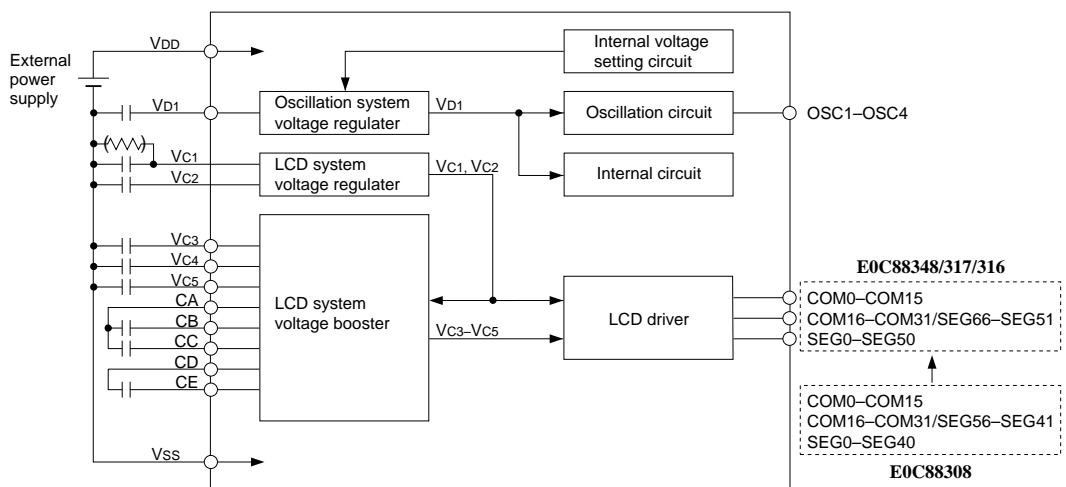 External
power
supply
VDD
VD1
VC1
VC2
VC3
VC4
VC5
CA
CB
CC
CD
CE
VSS
Internal voltage
setting circuit
Oscillation system
voltage regulater
VD1
Oscillation circuit
OSC1–OSC4
LCD system
voltage regulater
VC1, VC2
Internal circuit
LCD system
voltage booster
VC3–VC5
LCD driver
E0C88348/317/316
COM0–COM15
COM16–COM31/SEG66–SEG51
SEG0–SEG50
COM0–COM15
COM16–COM31/SEG56–SEG41
SEG0–SEG40
E0C88308